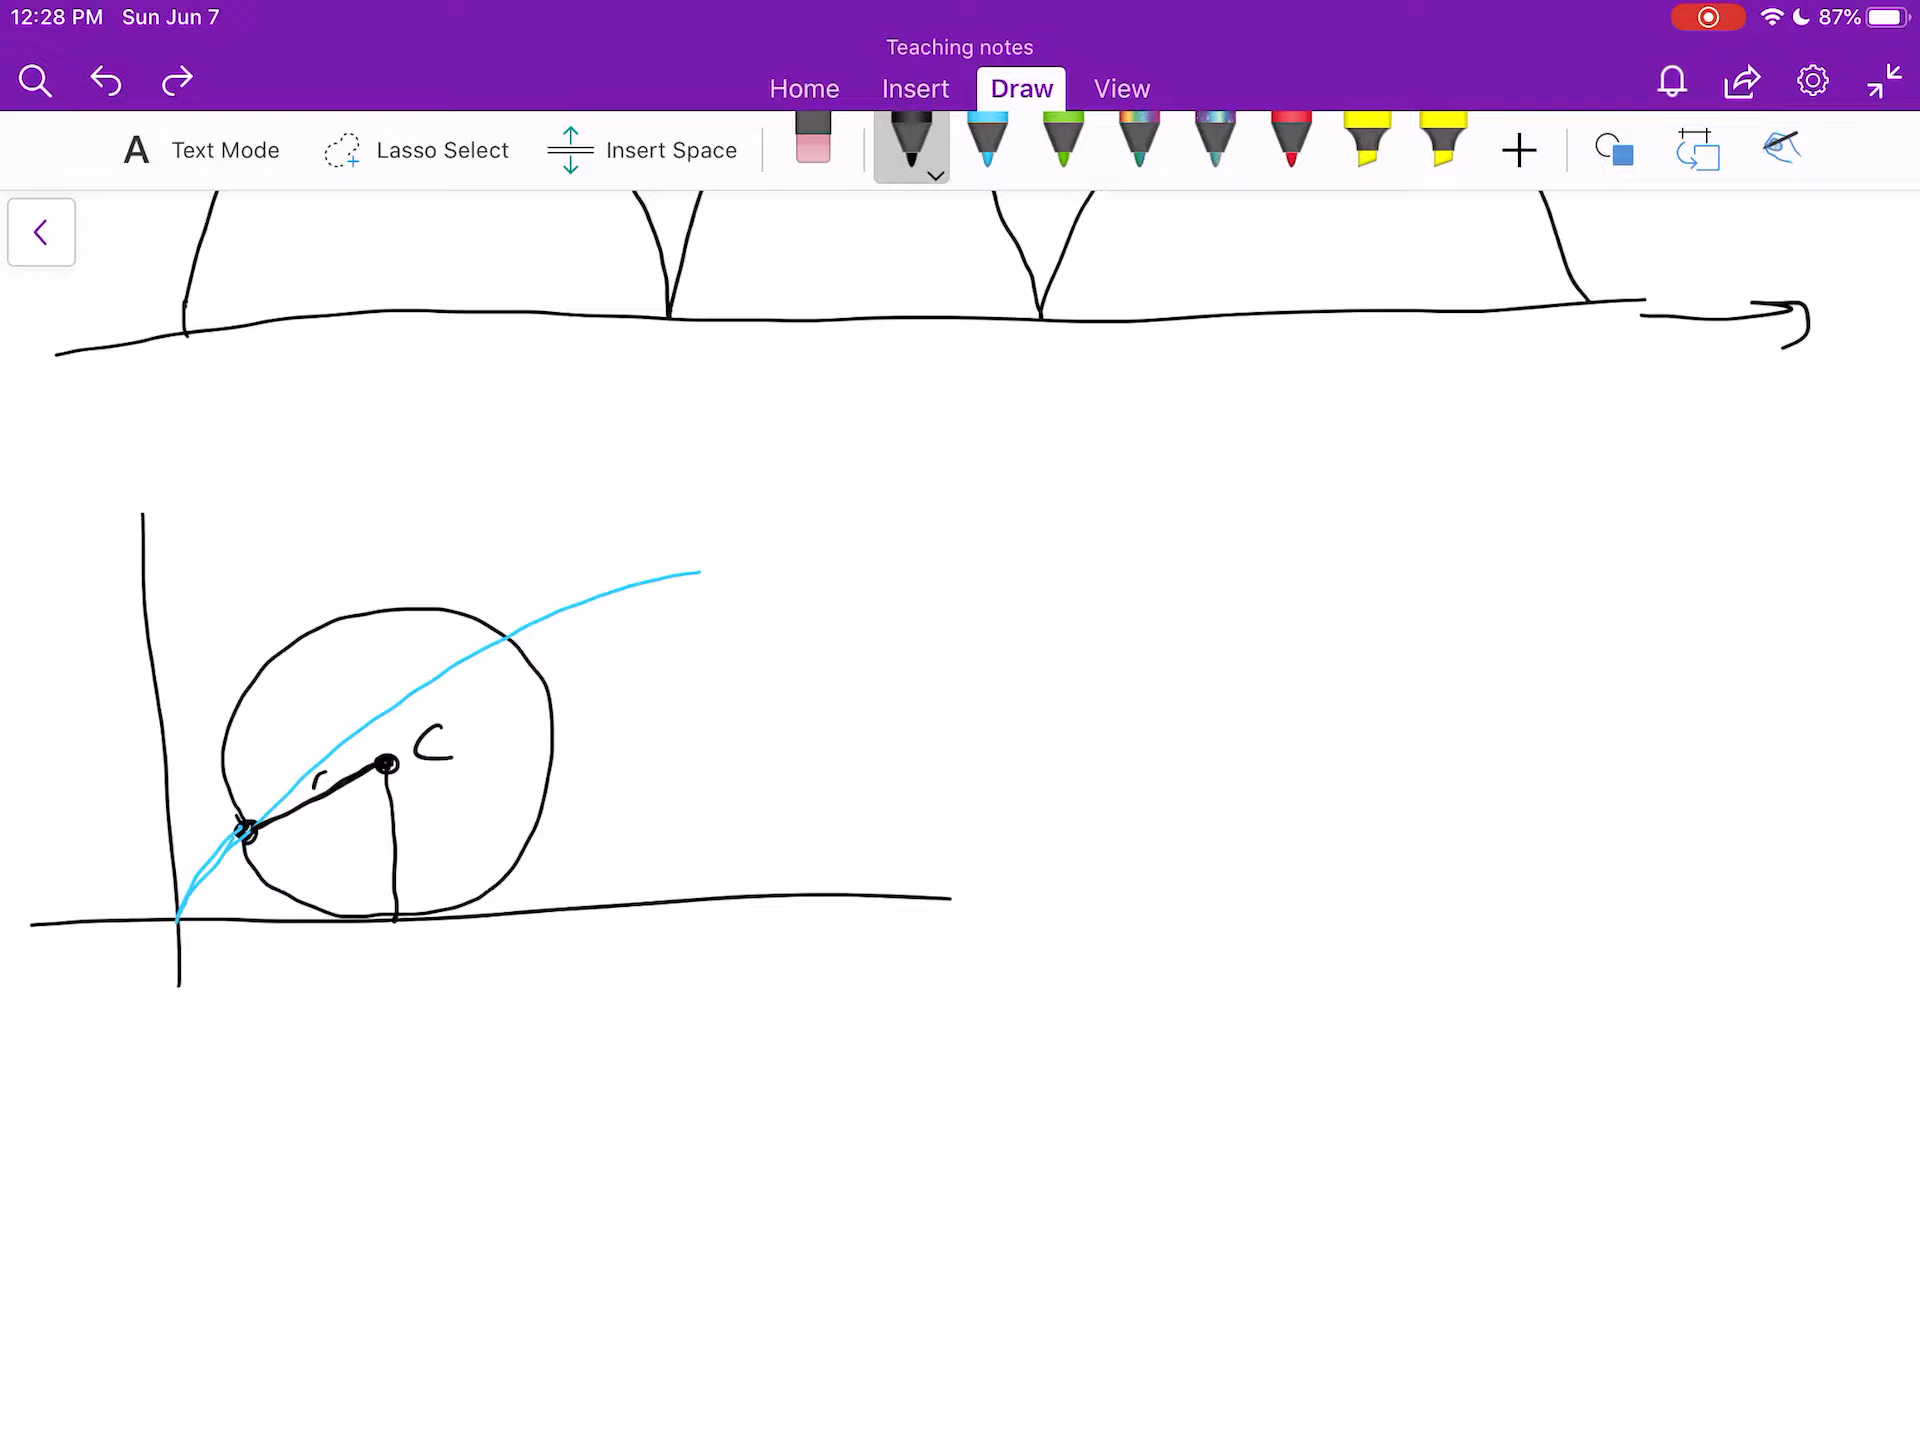 12:28 PM Sun Jun 7
87%
Teaching notes
Home Insert Draw View
A Text Mode Lasso Select Insert Space
C
r